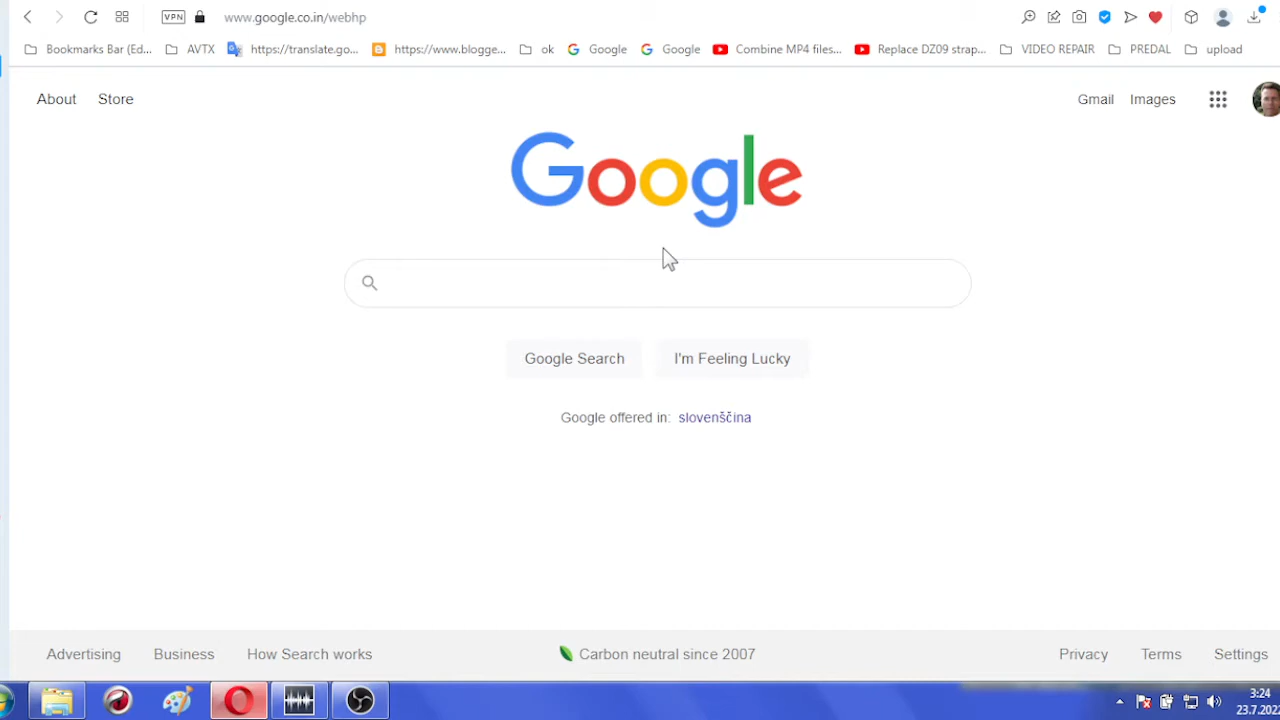 VPN www.google.co.in/webhp
Bookmarks Bar (Ed... AVTX https://translate.go... https://www.blogge... ok Google Google Combine MP4 files... Replace DZ09 strap... VIDEO REPAIR PREDAL upload
About Store Gmail Images
Google
Google Search I'm Feeling Lucky
Google offered in: slovenščina
Advertising Business How Search works Carbon neutral since 2007 Privacy Terms Settings
3:24